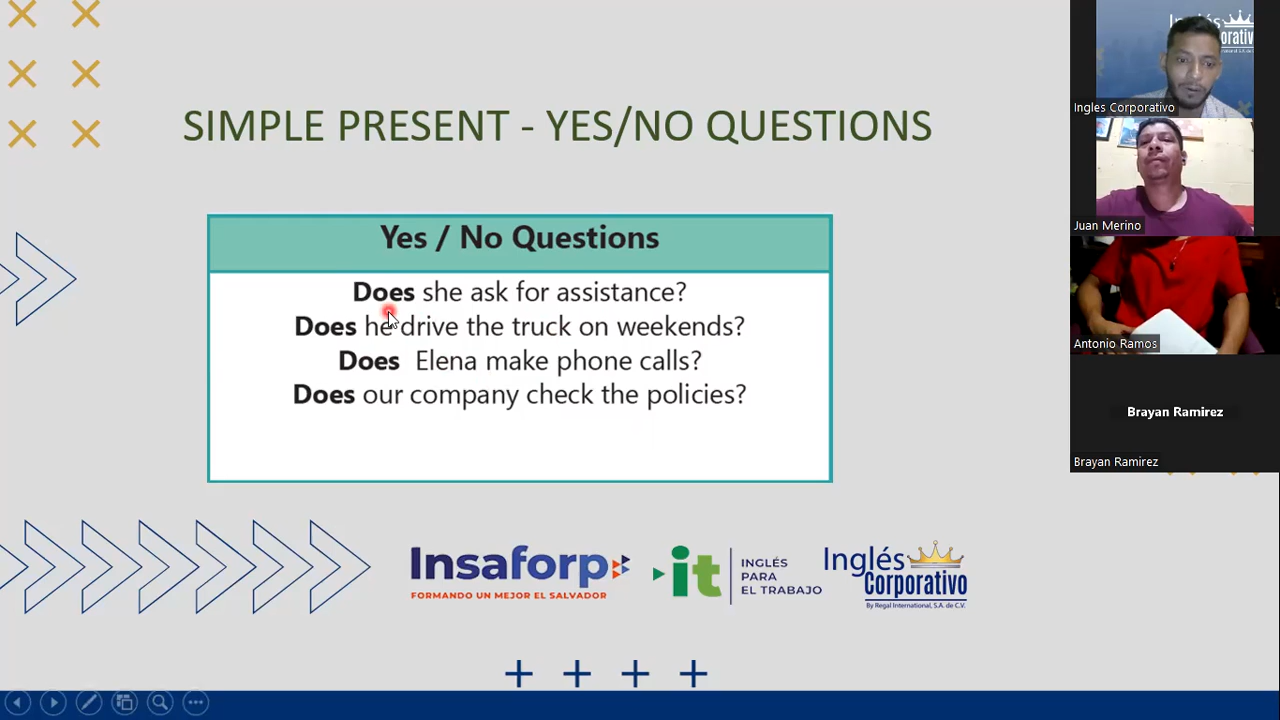 SIMPLE PRESENT - YES/NO QUESTIONS
Yes / No Questions
Does she ask for assistance?
Does he drive the truck on weekends?
Does Elena make phone calls?
Does our company check the policies?
Insaforp
FORMANDO UN MEJOR EL SALVADOR
it
INGLÉS
PARA
EL TRABAJO
Inglés
Corporativo
By Regal International, S.A. de C.V.
Ingles Corporativo
Juan Merino
Antonio Ramos
Brayan Ramirez
Brayan Ramirez